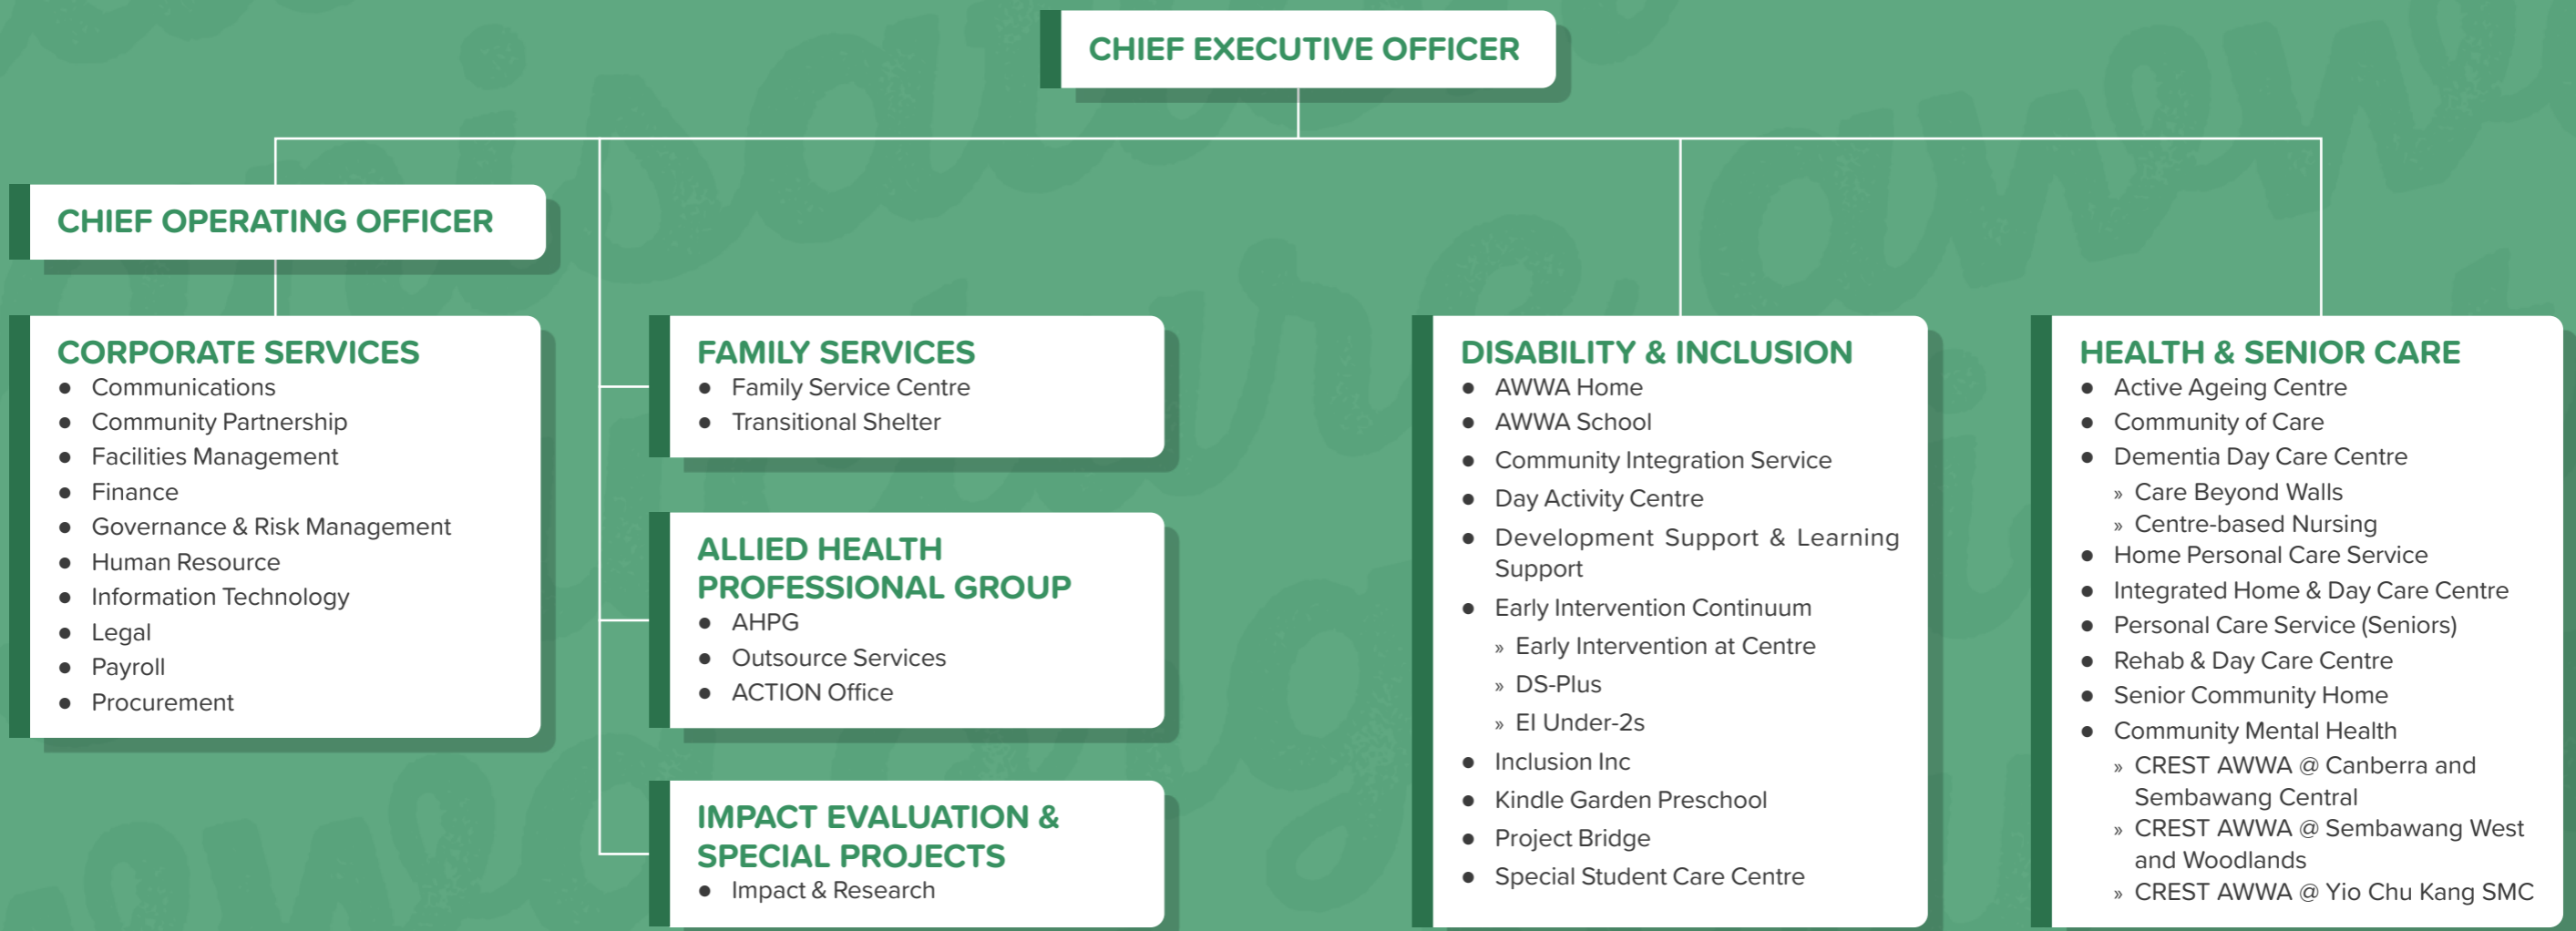 CHIEF EXECUTIVE OFFICER
CHIEF OPERATING OFFICER
CORPORATE SERVICES
● Communications
● Community Partnership
● Facilities Management
● Finance
● Governance & Risk Management
● Human Resource
● Information Technology
● Legal
● Payroll
● Procurement
FAMILY SERVICES
● Family Service Centre
● Transitional Shelter
ALLIED HEALTH
PROFESSIONAL GROUP
● AHPG
● Outsource Services
● ACTION Office
IMPACT EVALUATION &
SPECIAL PROJECTS
● Impact & Research
DISABILITY & INCLUSION
● AWWA Home
● AWWA School
● Community Integration Service
● Day Activity Centre
● Development Support & Learning
Support
● Early Intervention Continuum
» Early Intervention at Centre
» DS-Plus
» EI Under-2s
● Inclusion Inc
● Kindle Garden Preschool
● Project Bridge
● Special Student Care Centre
HEALTH & SENIOR CARE
● Active Ageing Centre
● Community of Care
● Dementia Day Care Centre
» Care Beyond Walls
» Centre-based Nursing
● Home Personal Care Service
● Integrated Home & Day Care Centre
● Personal Care Service (Seniors)
● Rehab & Day Care Centre
● Senior Community Home
● Community Mental Health
» CREST AWWA @ Canberra and
Sembawang Central
» CREST AWWA @ Sembawang West
and Woodlands
» CREST AWWA @ Yio Chu Kang SMC